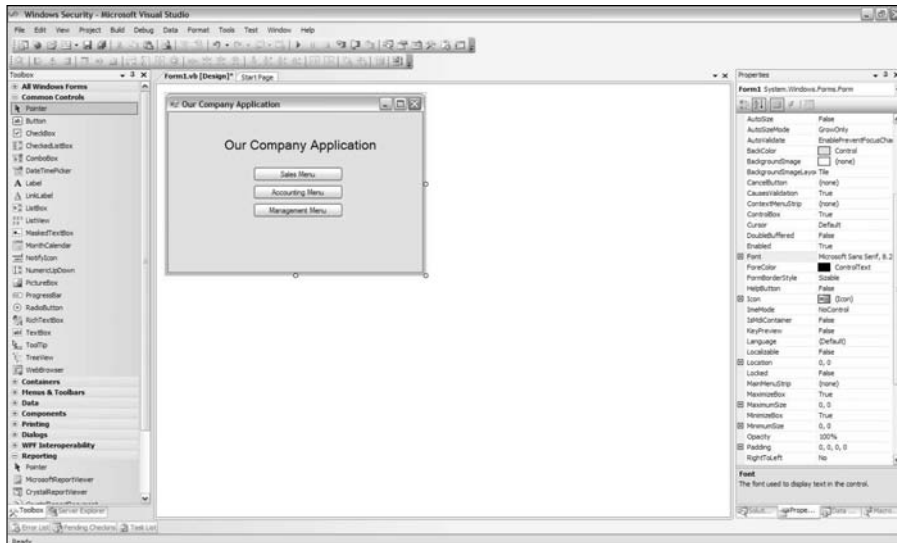 Windows Security - Microsoft Visual Studio
File Edit View Project Build Debug Data Format Tools Test Window Help
Toolbox
All Windows Forms
Common Controls
Pointer
Button
CheckBox
CheckedListBox
ComboBox
DateTimePicker
A Label
A LinkLabel
ListBox
ListView
MaskedTextBox
MonthCalendar
NotifyIcon
NumericUpDown
PictureBox
ProgressBar
RadioButton
RichTextBox
TextBox
ToolTip
TreeView
WebBrowser
Containers
Menus & Toolbars
Data
Components
Printing
Dialogs
WPF Interoperability
Reporting
Pointer
MicrosoftReportViewer
CrystalReportViewer
Toolbox Server Explorer
Error List Pending Checkins Task List
Ready
Form1.vb [Design]* Start Page
Our Company Application
Our Company Application
Sales Menu
Accounting Menu
Management Menu
Properties
Form1 System.Windows.Forms.Form
AutoSize False
AutoSizeMode GrowOnly
AutoValidate EnablePreventFocusCha
BackColor Control
BackgroundImage (none)
BackgroundImageLayo Tile
CancelButton (none)
CausesValidation True
ContextMenuStrip (none)
ControlBox True
Cursor Default
DoubleBuffered False
Enabled True
Font Microsoft Sans Serif, 8.2
ForeColor ControlText
FormBorderStyle Sizable
HelpButton False
Icon (Icon)
ImeMode NoControl
IsMdiContainer False
KeyPreview False
Language (Default)
Localizable False
Location 0, 0
Locked False
MainMenuStrip (none)
MaximizeBox True
MaximumSize 0, 0
MinimizeBox True
MinimumSize 0, 0
Opacity 100%
Padding 0, 0, 0, 0
RightToLeft No
Font
The font used to display text in the control.
Solut... Prope... Data ... Macro...